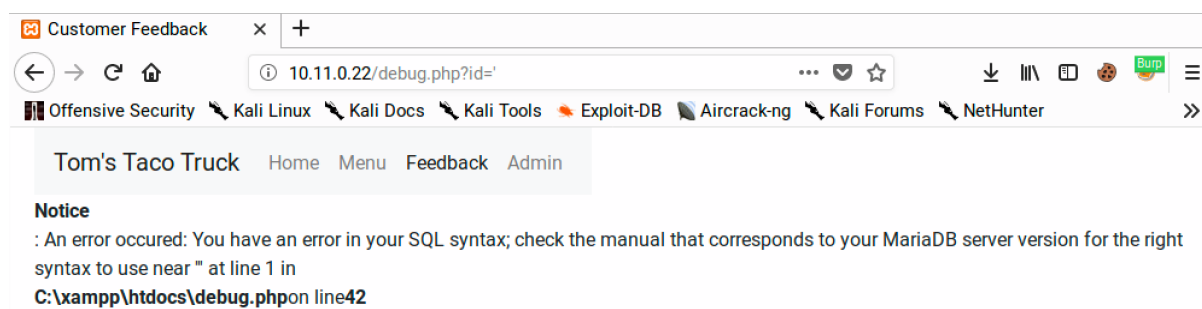 Customer Feedback
10.11.0.22/debug.php?id='
Burp
Offensive Security Kali Linux Kali Docs Kali Tools Exploit-DB Aircrack-ng Kali Forums NetHunter
Tom's Taco Truck Home Menu Feedback Admin
Notice
: An error occured: You have an error in your SQL syntax; check the manual that corresponds to your MariaDB server version for the right
syntax to use near ''' at line 1 in
C:\xampp\htdocs\debug.phpon line42